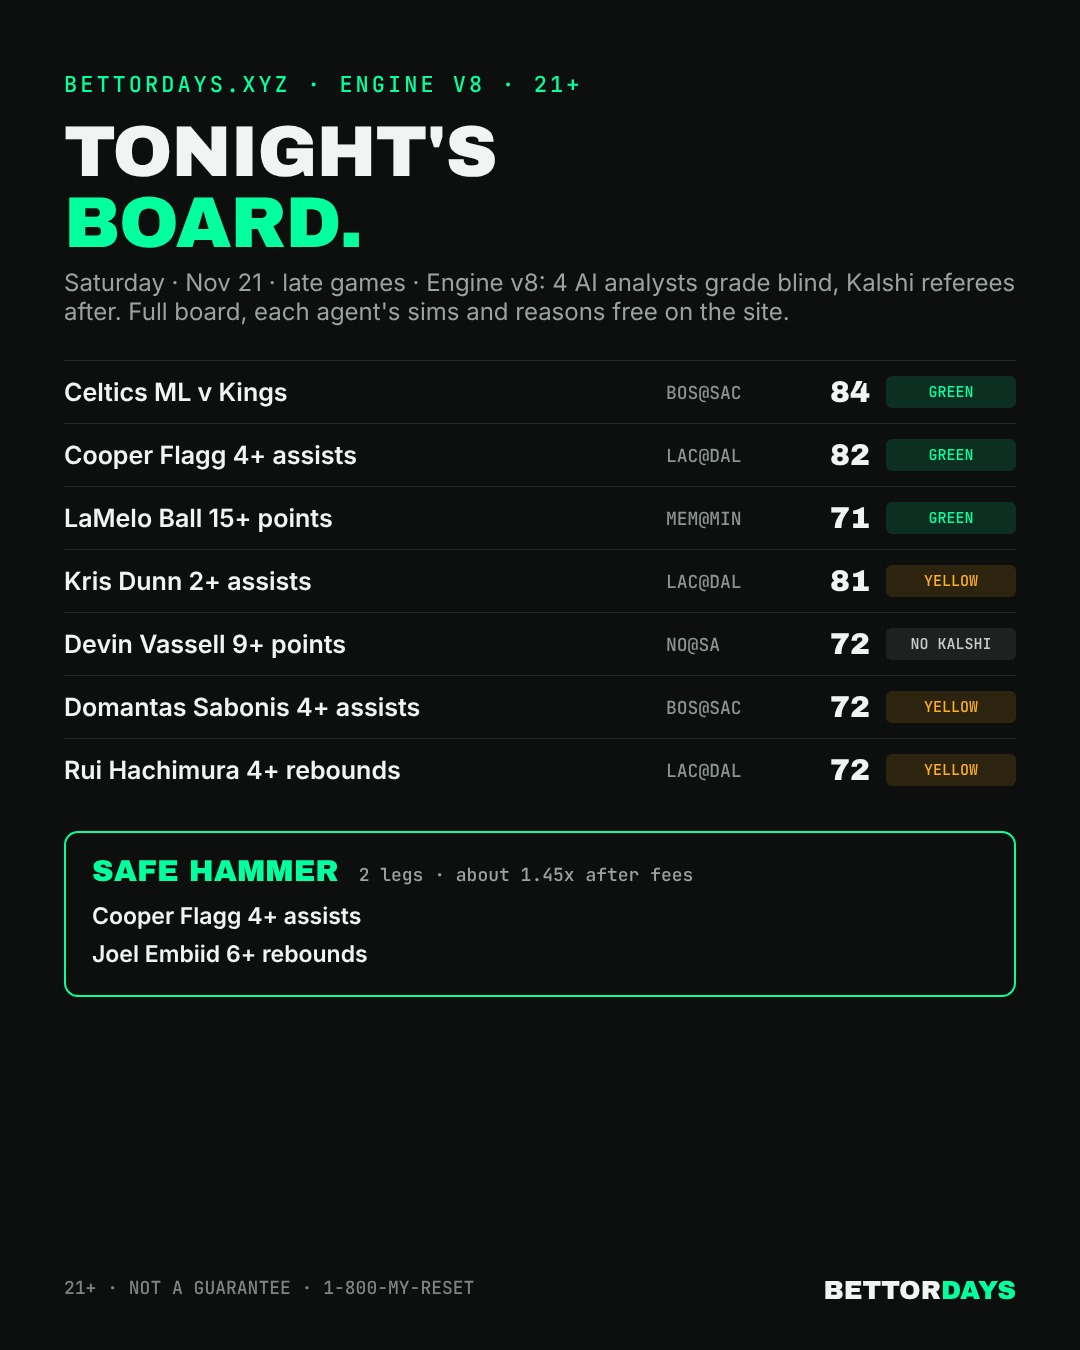 BETTORDAYS.XYZ · ENGINE V8 · 21+
TONIGHT'S
BOARD.
Saturday · Nov 21 · late games · Engine v8: 4 AI analysts grade blind, Kalshi referees
after. Full board, each agent's sims and reasons free on the site.
Celtics ML v Kings BOS@SAC 84 GREEN
Cooper Flagg 4+ assists LAC@DAL 82 GREEN
LaMelo Ball 15+ points MEM@MIN 71 GREEN
Kris Dunn 2+ assists LAC@DAL 81 YELLOW
Devin Vassell 9+ points NO@SA 72 NO KALSHI
Domantas Sabonis 4+ assists BOS@SAC 72 YELLOW
Rui Hachimura 4+ rebounds LAC@DAL 72 YELLOW
SAFE HAMMER 2 legs · about 1.45x after fees
Cooper Flagg 4+ assists
Joel Embiid 6+ rebounds
21+ · NOT A GUARANTEE · 1-800-MY-RESET
BETTORDAYS